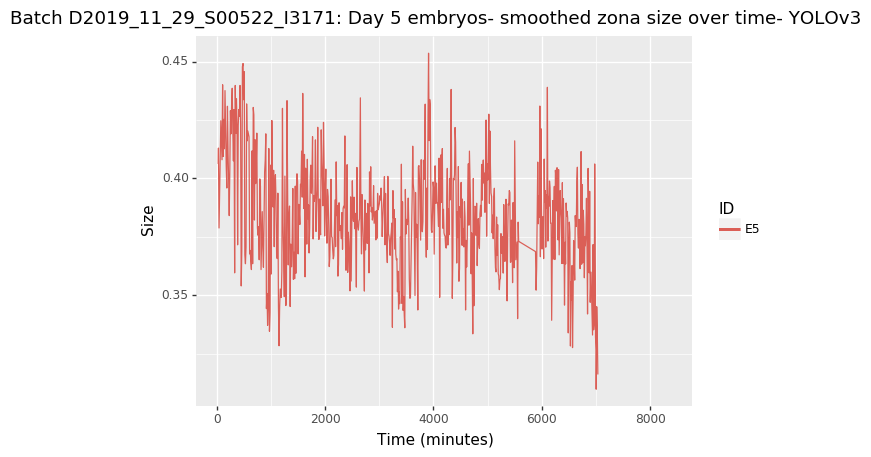 Batch D2019_11_29_S00522_I3171: Day 5 embryos- smoothed zona size over time- YOLOv3
0.45
0.40
0.35
Size
0 2000 4000 6000 8000
Time (minutes)
ID
E5